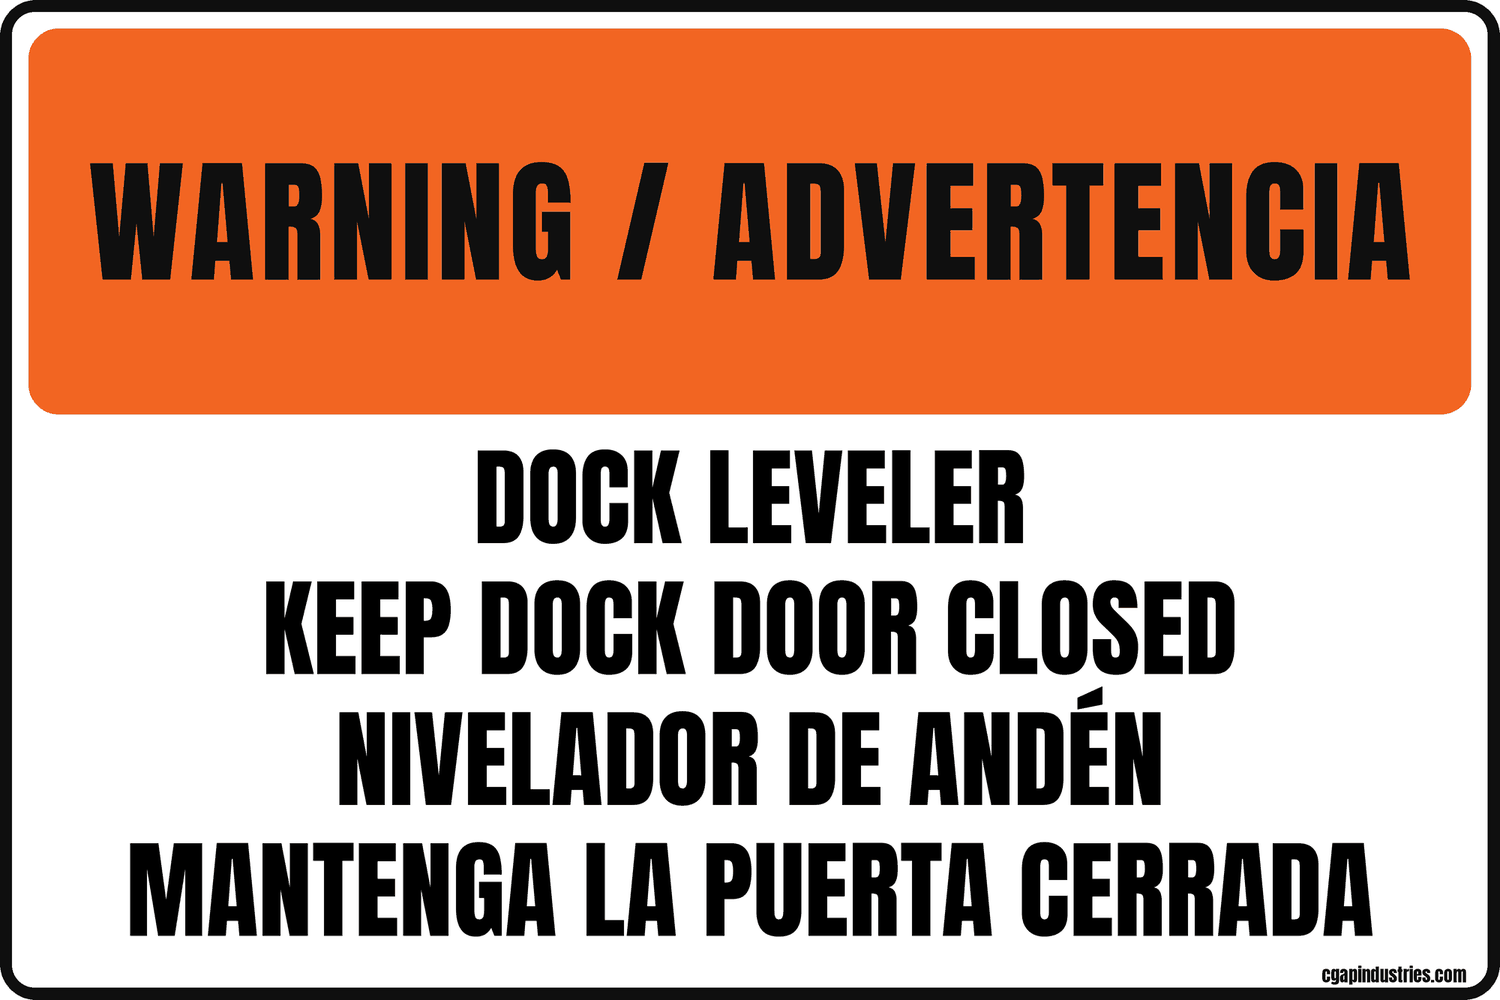 WARNING / ADVERTENCIA
DOCK LEVELER
KEEP DOCK DOOR CLOSED
NIVELADOR DE ANDÉN
MANTENGA LA PUERTA CERRADA
cgapindustries.com